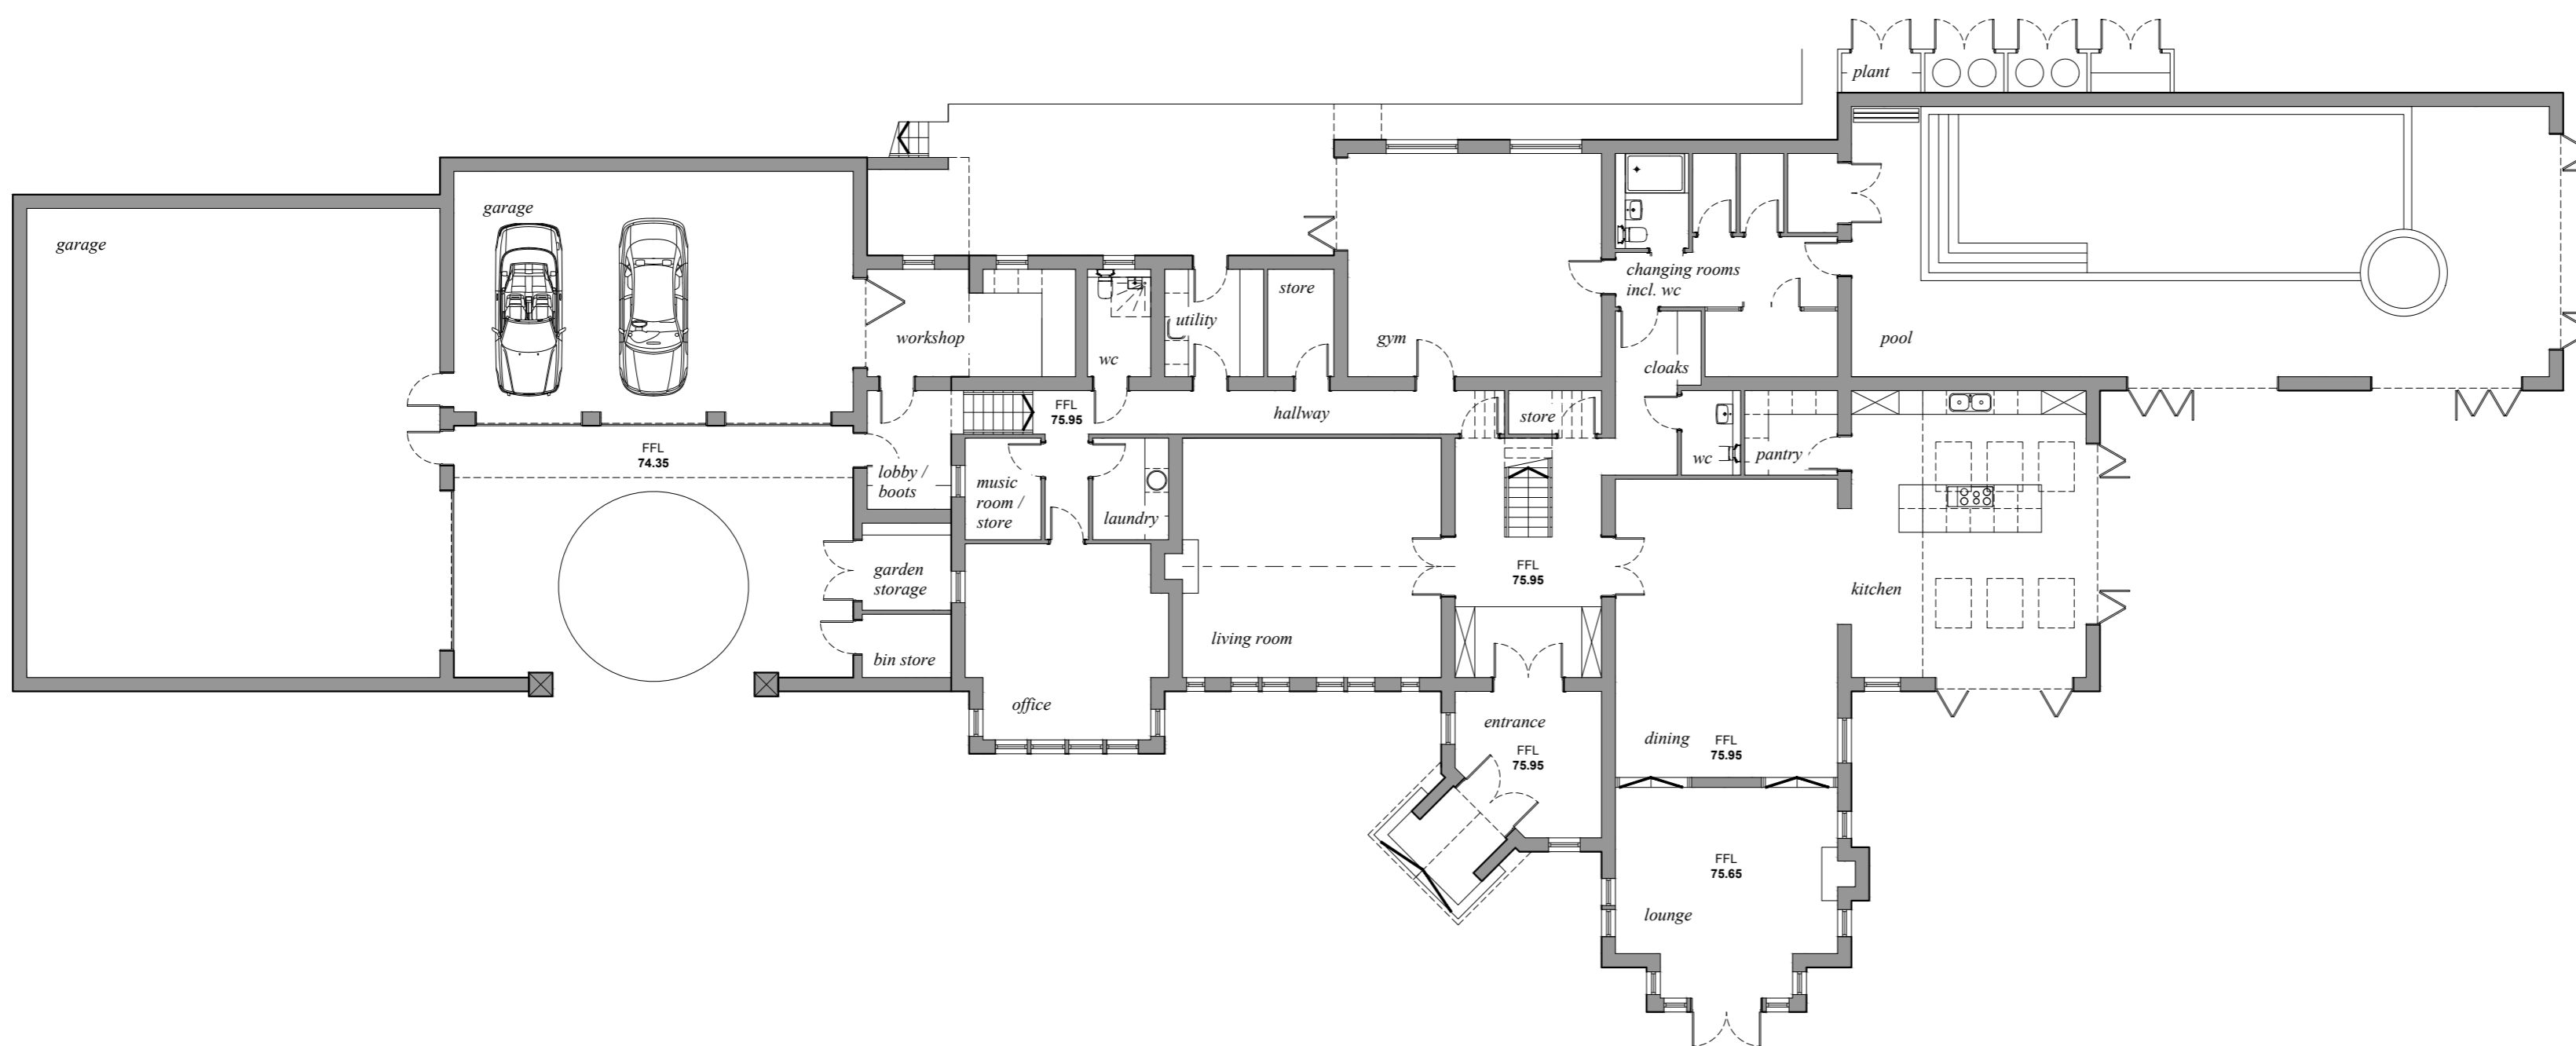 plant
garage
garage
changing rooms
incl. wc
store
utility
workshop
wc
gym
pool
cloaks
FFL
75.95
hallway
store
FFL
74.35
lobby /
boots
music
room /
store
laundry
wc
pantry
garden
storage
FFL
75.95
kitchen
living room
bin store
office
entrance
FFL
75.95
dining
FFL
75.95
FFL
75.65
lounge